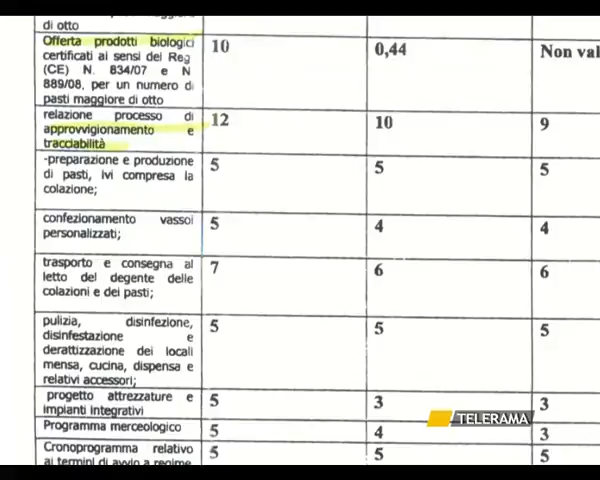 di otto
Offerta prodotti biologici 10 0,44 Non val
certificati ai sensi del Reg
(CE) N. 834/07 e N
889/08, per un numero di
pasti maggiore di otto
relazione processo di 12 10 9
approvvigionamento e
tracciabilità
-preparazione e produzione 5 5 5
di pasti, ivi compresa la
colazione;
confezionamento vassoi 5 4 4
personalizzati;
trasporto e consegna al 7 6 6
letto del degente delle
colazioni e dei pasti;
pulizia, disinfezione, 5 5 5
disinfestazione e
derattizzazione dei locali
mensa, cucina, dispensa e
relativi accessori;
progetto attrezzature e 5 3 3
impianti integrativi
TELERAMA
Programma merceologico 5 4 3
Cronoprogramma relativo 5 5 5
ai termini di avvio a regime